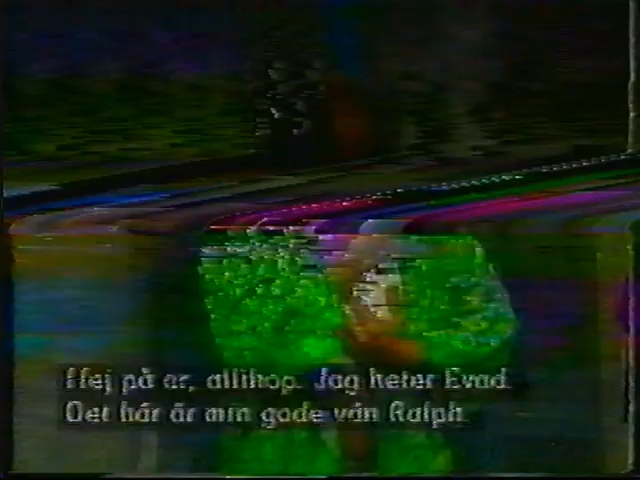 Hej på er, allihop. Jag heter Evad.
Det här är min gode vän Ralph.